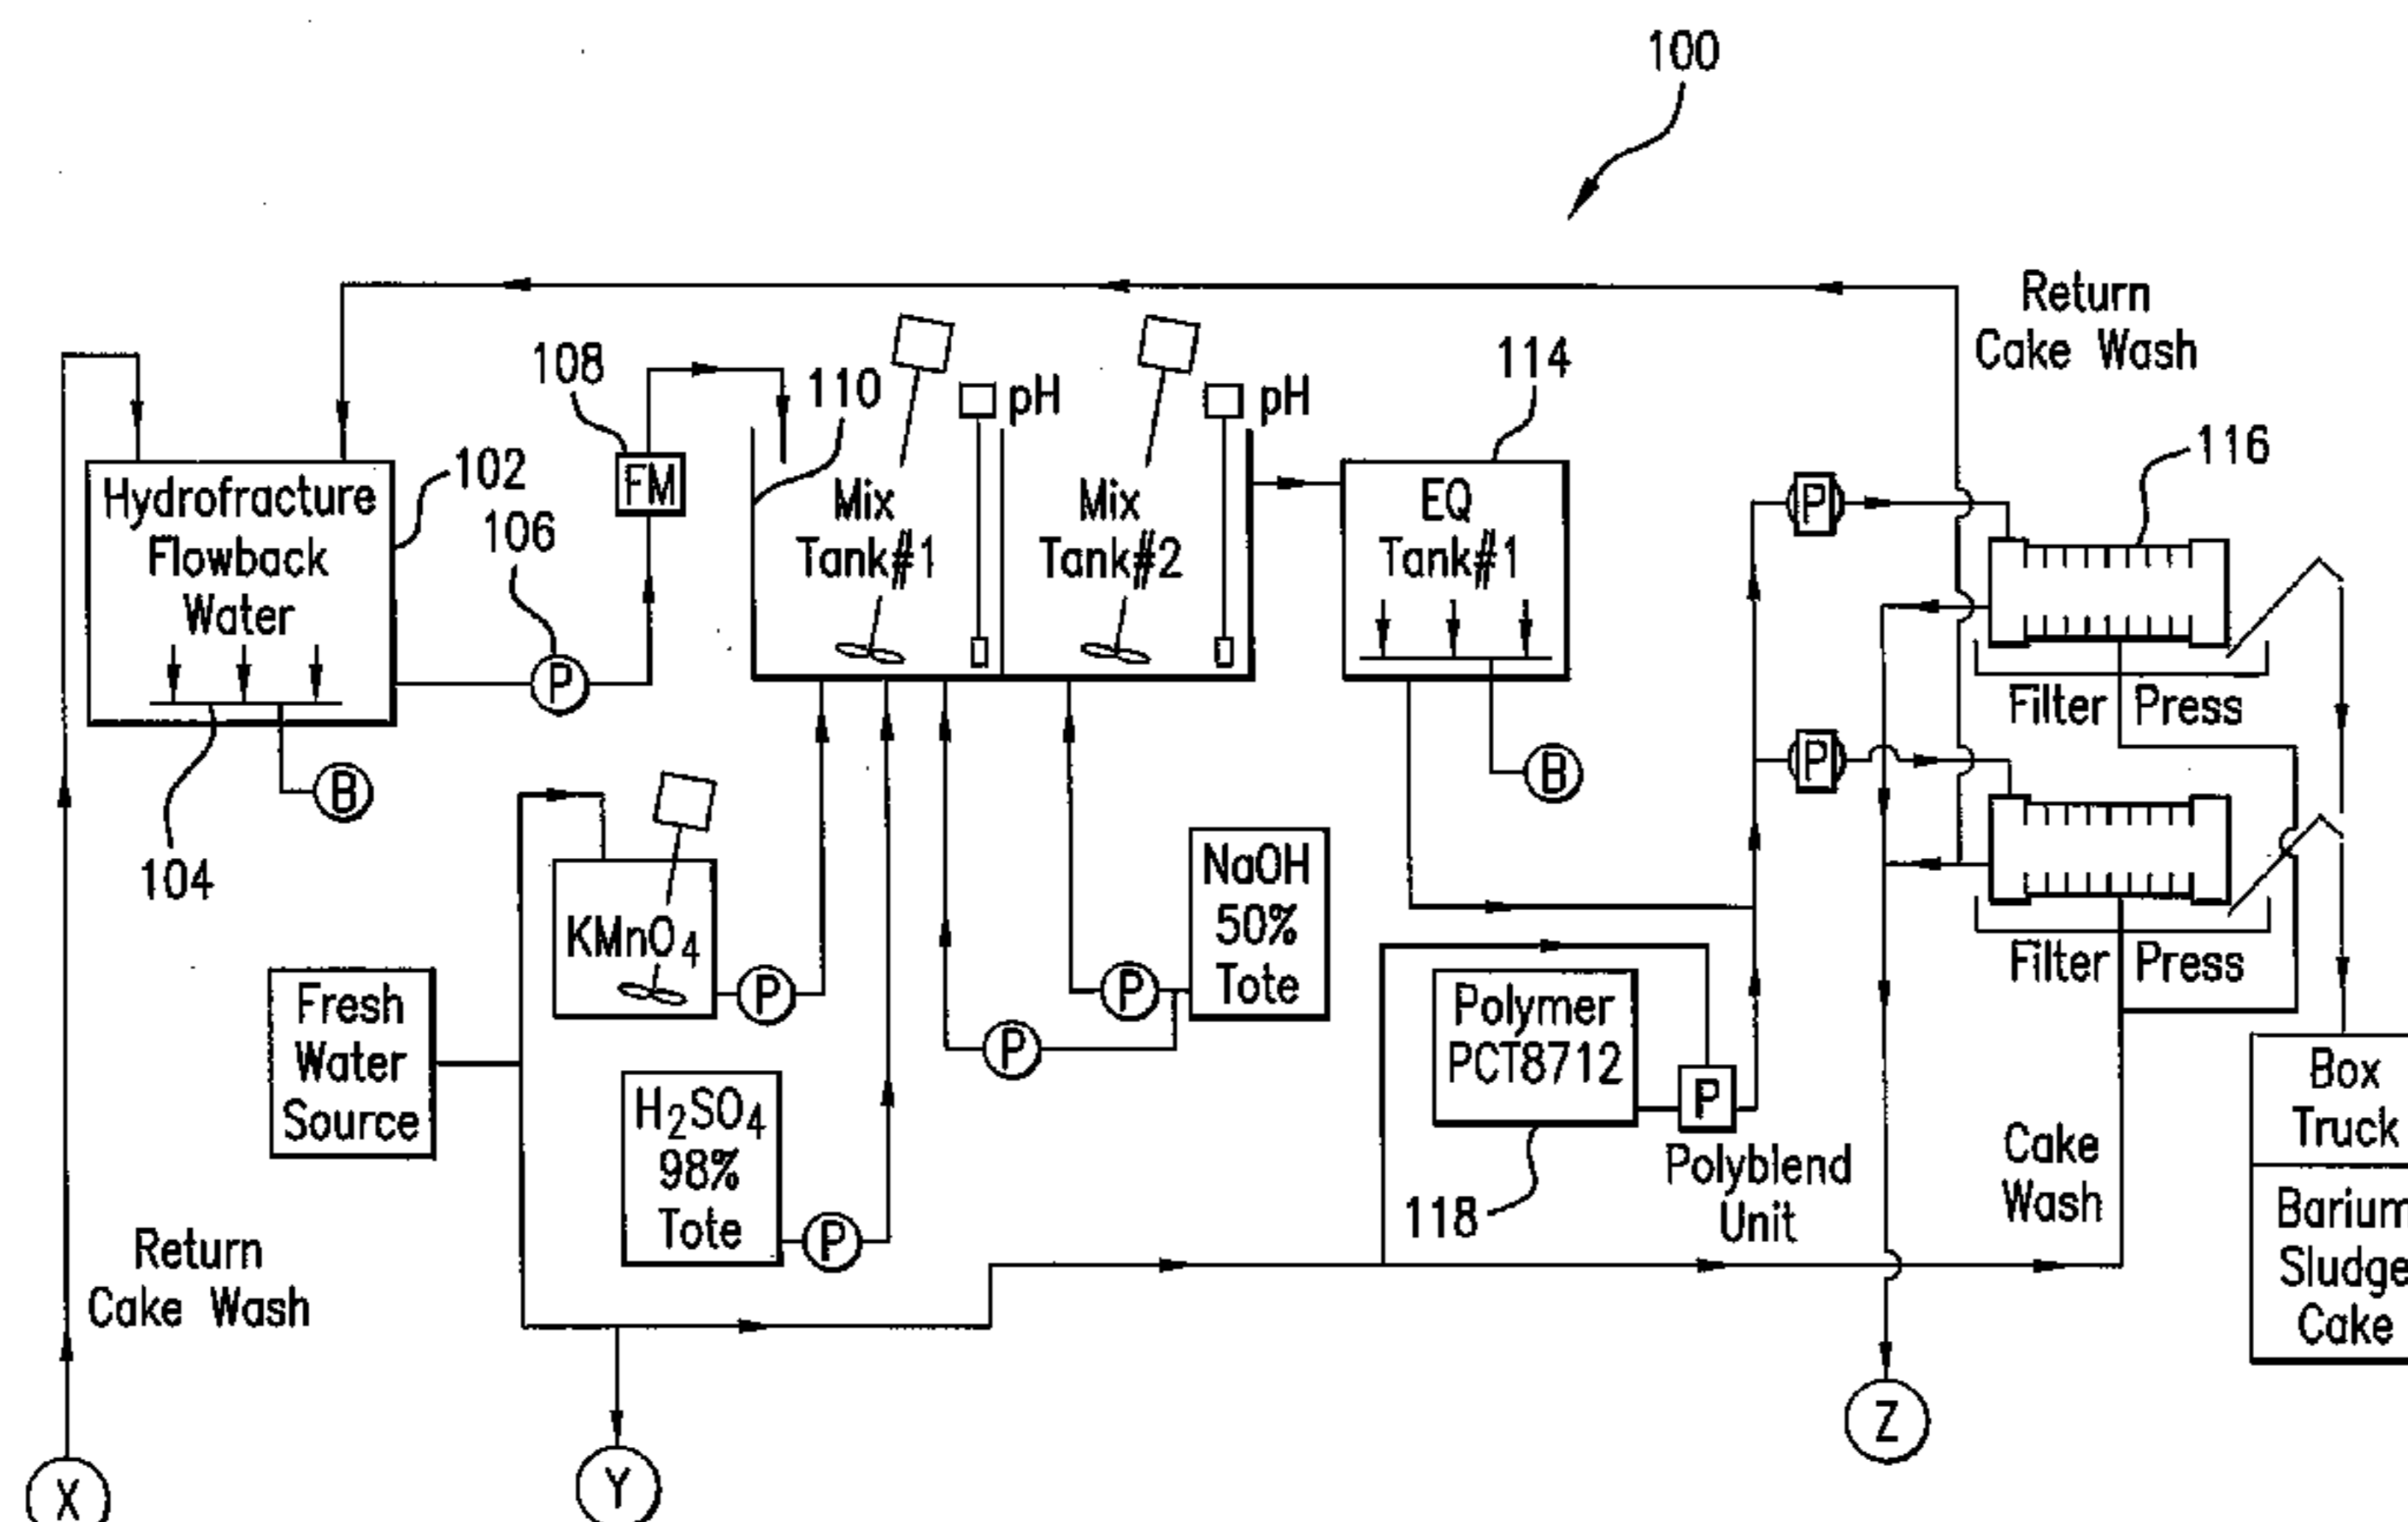 100
Return
Cake Wash
108
110
pH
pH
114
116
102
Hydrofracture
Flowback
Water
106
FM
Mix
Tank#1
Mix
Tank#2
EQ
Tank#1
P
P
P
Filter Press
104
B
B
P
KMnO4
P
NaOH
50%
Tote
P
P
Filter Press
Fresh
Water
Source
H2SO4
98%
Tote
P
Polymer
PCT8712
P
Polyblend
Unit
118
Cake
Wash
Box
Truck
Barium
Sludge
Cake
Return
Cake Wash
X
Y
Z